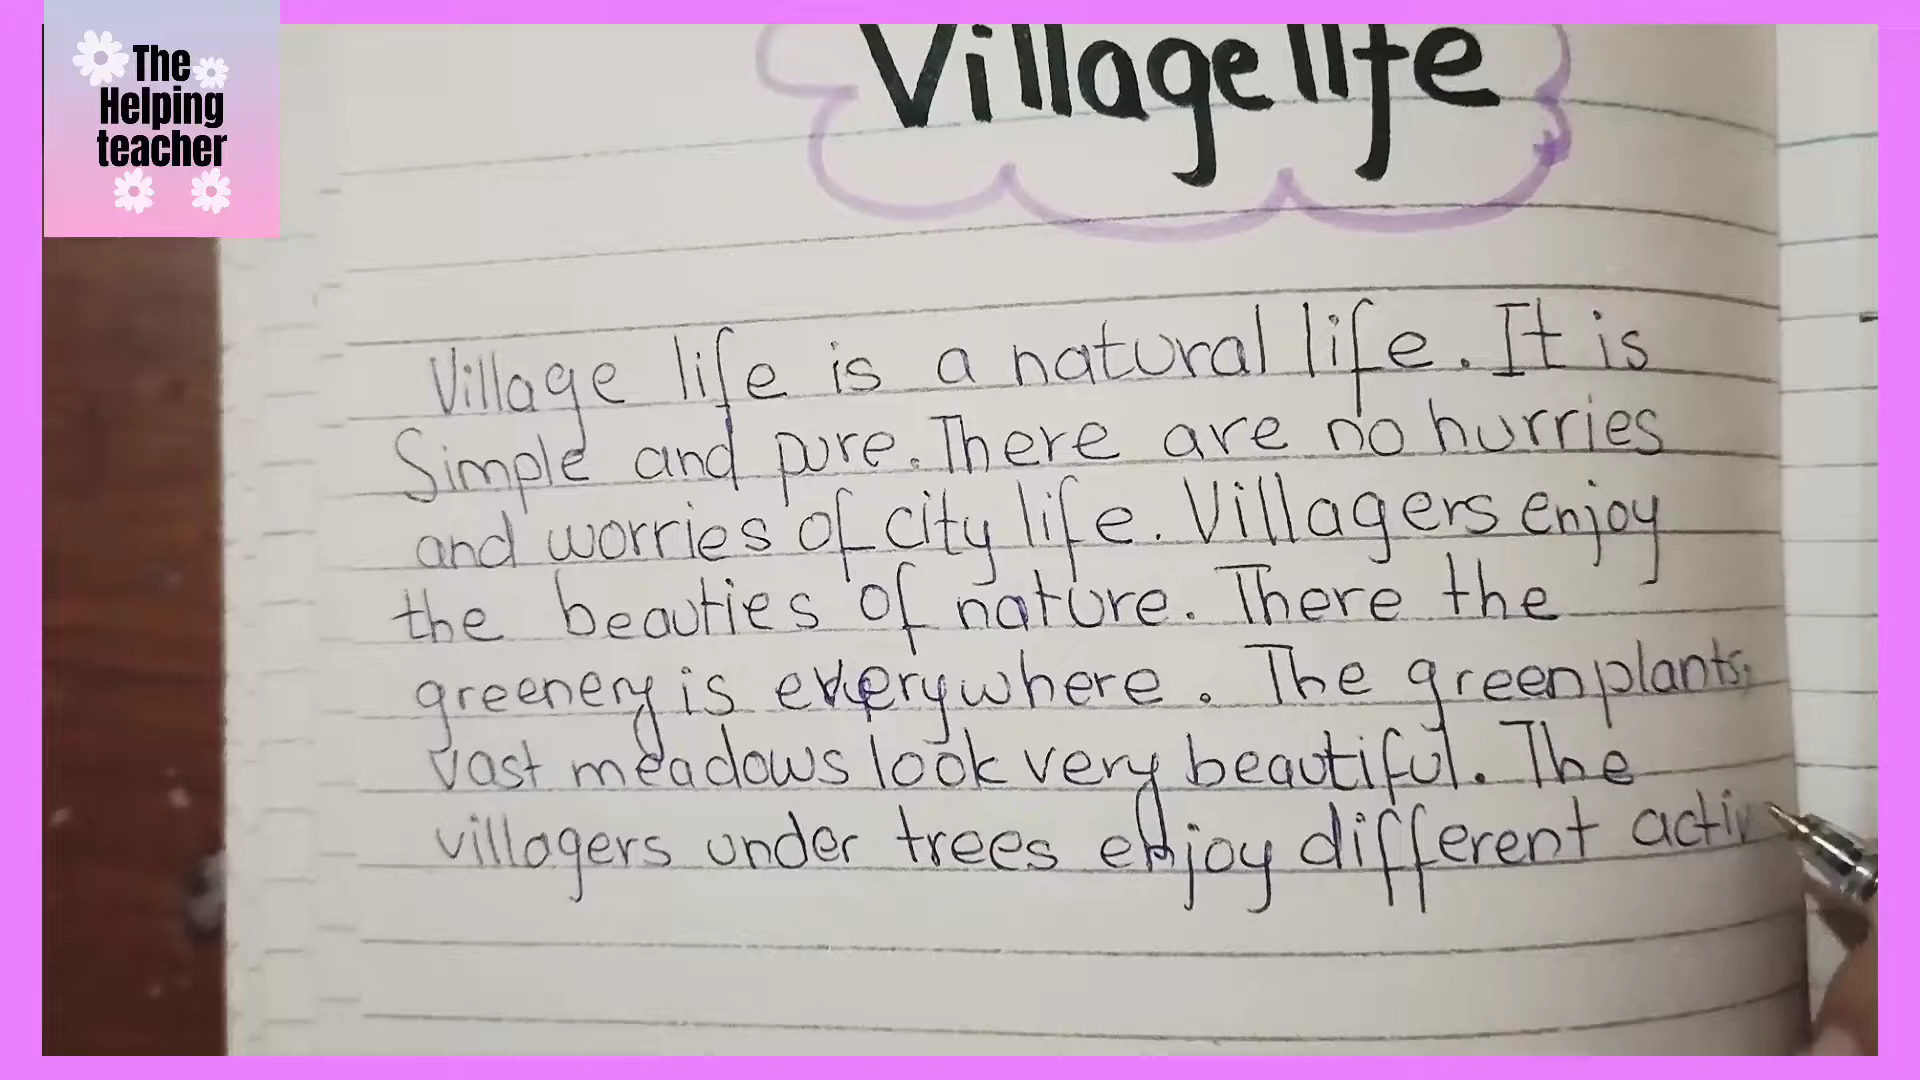 The
Helping
teacher
Village life
Village life is a natural life. It is
Simple and pure. There are no hurries
and worries of city life. Villagers enjoy
the beauties of nature. There the
greenery is everywhere. The green plants,
vast meadows look very beautiful. The
villagers under trees enjoy different activ